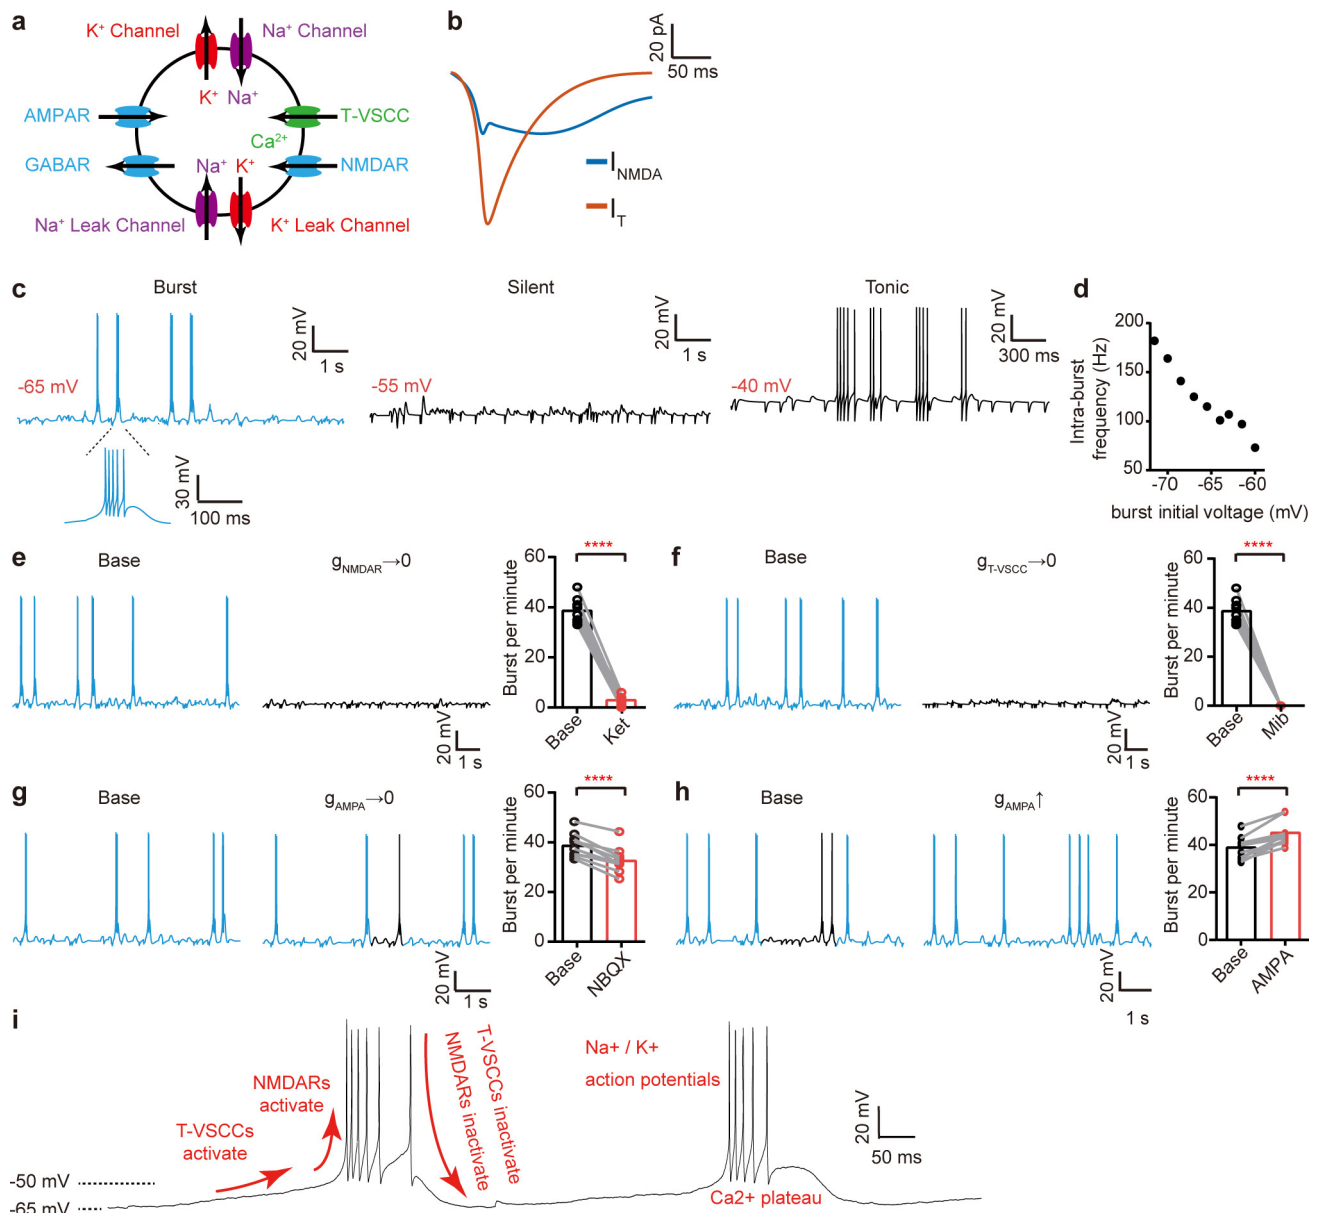 a
K⁺ Channel
Na⁺ Channel
AMPAR
K⁺
Na⁺
T-VSCC
Ca²⁺
GABAR
Na⁺
K⁺
NMDAR
Na⁺ Leak Channel
K⁺ Leak Channel
b
20 pA
50 ms
I_NMDA
I_T
c
Burst
20 mV
1 s
-65 mV
30 mV
100 ms
Silent
20 mV
1 s
-55 mV
Tonic
20 mV
300 ms
-40 mV
d
Intra-burst
frequency (Hz)
200
150
100
50
-70
-65
-60
burst initial voltage (mV)
e
Base
g_NMDAR→0
20 mV
1 s
Burst per minute
60
40
20
0
****
Base
Ket
f
Base
g_T-VSCC→0
20 mV
1 s
Burst per minute
60
40
20
0
****
Base
Mib
g
Base
g_AMPA→0
20 mV
1 s
Burst per minute
60
40
20
0
****
Base
NBQX
h
Base
g_AMPA↑
20 mV
1 s
Burst per minute
60
40
20
0
****
Base
AMPA
i
T-VSCCs
activate
NMDARs
activate
T-VSCCs inactivate
NMDARs inactivate
Na+ / K+
action potentials
Ca2+ plateau
20 mV
50 ms
-50 mV
-65 mV